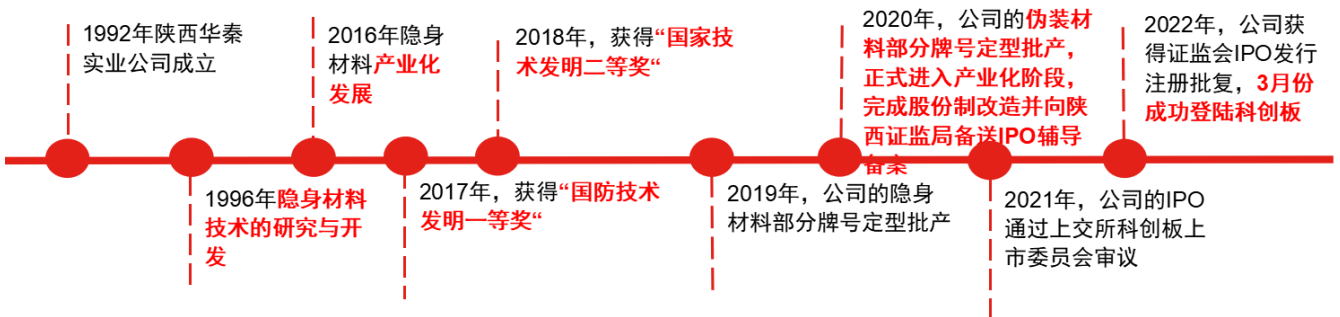 1992年陕西华秦
实业公司成立
1996年隐身材料
技术的研究与开
发
2016年隐身
材料产业化
发展
2017年，获得“国防技术
发明一等奖“
2018年，获得“国家技
术发明二等奖“
2019年，公司的隐身
材料部分牌号定型批产
2020年，公司的伪装材
料部分牌号定型批产，
正式进入产业化阶段，
完成股份制改造并向陕
西证监局备送IPO辅导
备案
2021年，公司的IPO
通过上交所科创板上
市委员会审议
2022年，公司获
得证监会IPO发行
注册批复，3月份
成功登陆科创板